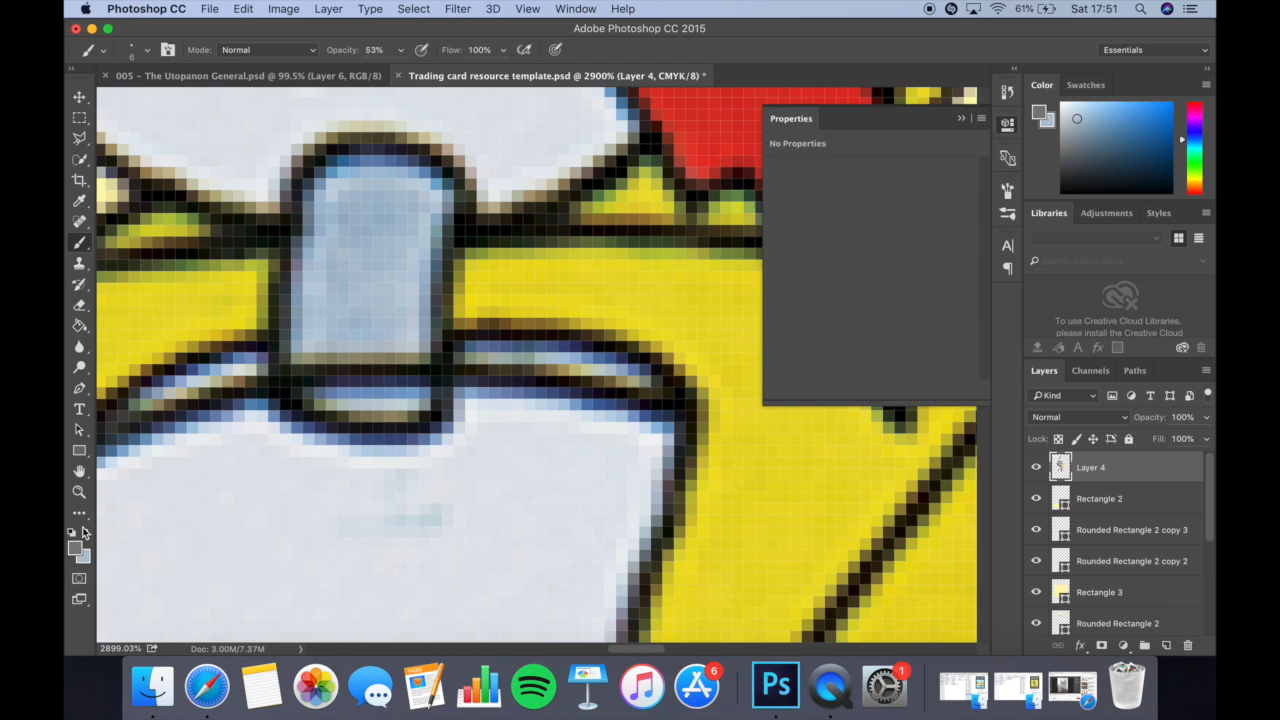 Photoshop CC File Edit Image Layer Type Select Filter 3D View Window Help 61% Sat 17:51
Adobe Photoshop CC 2015
6 Mode: Normal Opacity: 53% Flow: 100% Essentials
005 - The Utopanon General.psd @ 99.5% (Layer 6, RGB/8) Trading card resource template.psd @ 2900% (Layer 4, CMYK/8) *
Color Swatches
Properties
No Properties
Libraries Adjustments Styles
Search Adobe Stock
To use Creative Cloud Libraries,
please install the Creative Cloud
Layers Channels Paths
Kind
Normal Opacity: 100%
Lock: Fill: 100%
Layer 4
Rectangle 2
Rounded Rectangle 2 copy 3
Rounded Rectangle 2 copy 2
Rectangle 3
Rounded Rectangle 2
2899.03% Doc: 3.00M/7.37M
6
Ps
1